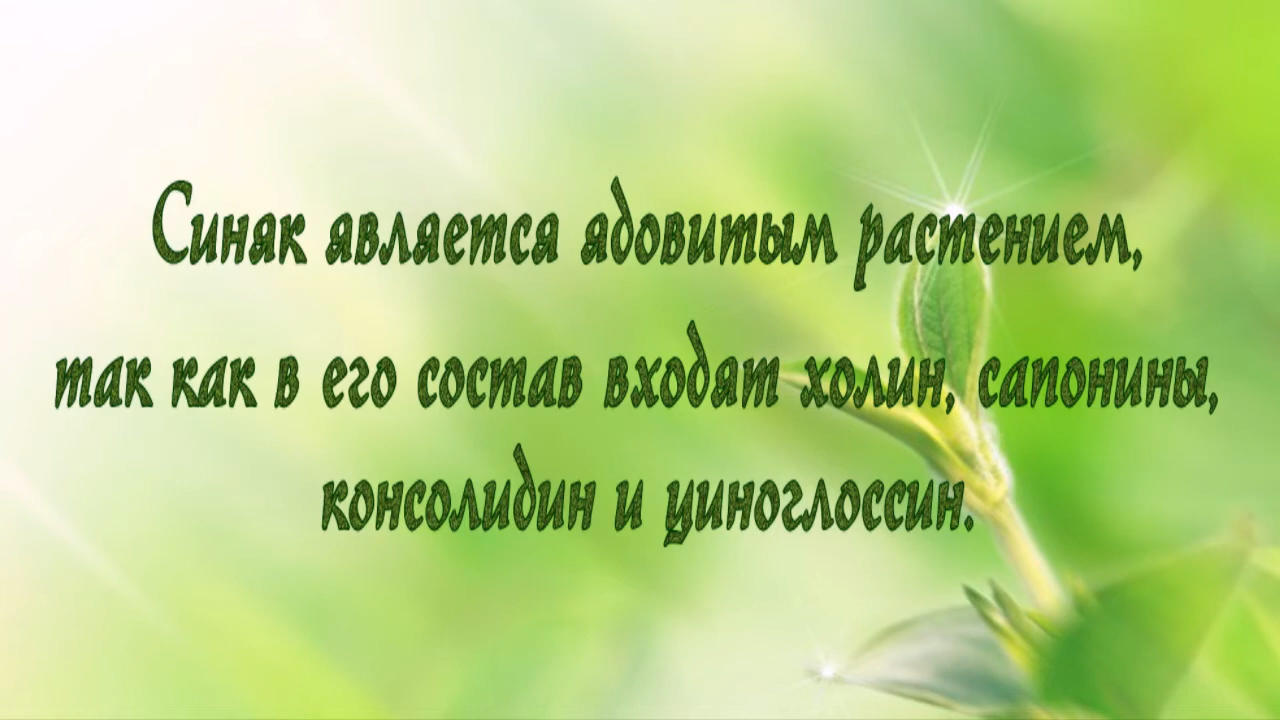 Синяк является ядовитым растением,
так как в его состав входят холин, сапонины,
консолидин и циноглоссин.